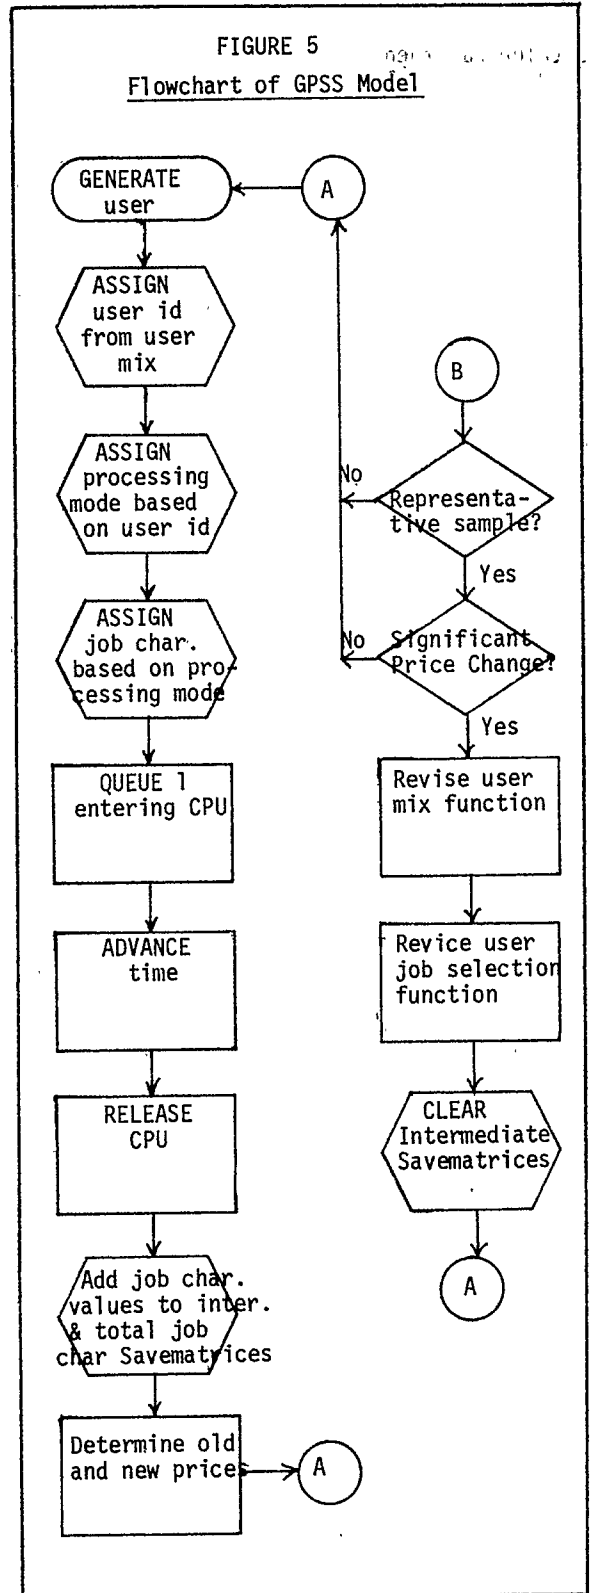 FIGURE 5
Flowchart of GPSS Model
GENERATE
user
A
ASSIGN
user id
from user
mix
ASSIGN
processing
mode based
on user id
ASSIGN
job char.
based on pro-
cessing mode
QUEUE 1
entering CPU
ADVANCE
time
RELEASE
CPU
Add job char.
values to inter.
& total job
char Savematrices
Determine old
and new prices
A
B
No
Representa-
tive sample?
Yes
No
Significant
Price Change?
Yes
Revise user
mix function
Revice user
job selection
function
CLEAR
Intermediate
Savematrices
A